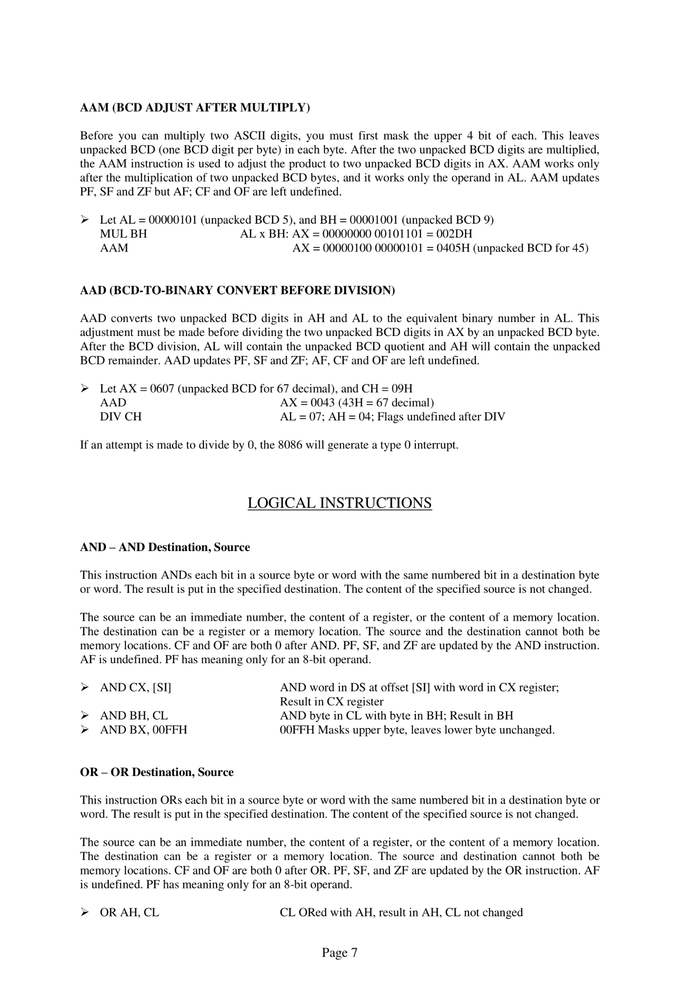 AAM (BCD ADJUST AFTER MULTIPLY)
Before you can multiply two ASCII digits, you must first mask the upper 4 bit of each. This leaves
unpacked BCD (one BCD digit per byte) in each byte. After the two unpacked BCD digits are multiplied,
the AAM instruction is used to adjust the product to two unpacked BCD digits in AX. AAM works only
after the multiplication of two unpacked BCD bytes, and it works only the operand in AL. AAM updates
PF, SF and ZF but AF; CF and OF are left undefined.
➢ Let AL = 00000101 (unpacked BCD 5), and BH = 00001001 (unpacked BCD 9)
MUL BH AL x BH: AX = 00000000 00101101 = 002DH
AAM AX = 00000100 00000101 = 0405H (unpacked BCD for 45)
AAD (BCD-TO-BINARY CONVERT BEFORE DIVISION)
AAD converts two unpacked BCD digits in AH and AL to the equivalent binary number in AL. This
adjustment must be made before dividing the two unpacked BCD digits in AX by an unpacked BCD byte.
After the BCD division, AL will contain the unpacked BCD quotient and AH will contain the unpacked
BCD remainder. AAD updates PF, SF and ZF; AF, CF and OF are left undefined.
➢ Let AX = 0607 (unpacked BCD for 67 decimal), and CH = 09H
AAD AX = 0043 (43H = 67 decimal)
DIV CH AL = 07; AH = 04; Flags undefined after DIV
If an attempt is made to divide by 0, the 8086 will generate a type 0 interrupt.
LOGICAL INSTRUCTIONS
AND – AND Destination, Source
This instruction ANDs each bit in a source byte or word with the same numbered bit in a destination byte
or word. The result is put in the specified destination. The content of the specified source is not changed.
The source can be an immediate number, the content of a register, or the content of a memory location.
The destination can be a register or a memory location. The source and the destination cannot both be
memory locations. CF and OF are both 0 after AND. PF, SF, and ZF are updated by the AND instruction.
AF is undefined. PF has meaning only for an 8-bit operand.
➢ AND CX, [SI] AND word in DS at offset [SI] with word in CX register;
Result in CX register
➢ AND BH, CL AND byte in CL with byte in BH; Result in BH
➢ AND BX, 00FFH 00FFH Masks upper byte, leaves lower byte unchanged.
OR – OR Destination, Source
This instruction ORs each bit in a source byte or word with the same numbered bit in a destination byte or
word. The result is put in the specified destination. The content of the specified source is not changed.
The source can be an immediate number, the content of a register, or the content of a memory location.
The destination can be a register or a memory location. The source and destination cannot both be
memory locations. CF and OF are both 0 after OR. PF, SF, and ZF are updated by the OR instruction. AF
is undefined. PF has meaning only for an 8-bit operand.
➢ OR AH, CL CL ORed with AH, result in AH, CL not changed
Page 7